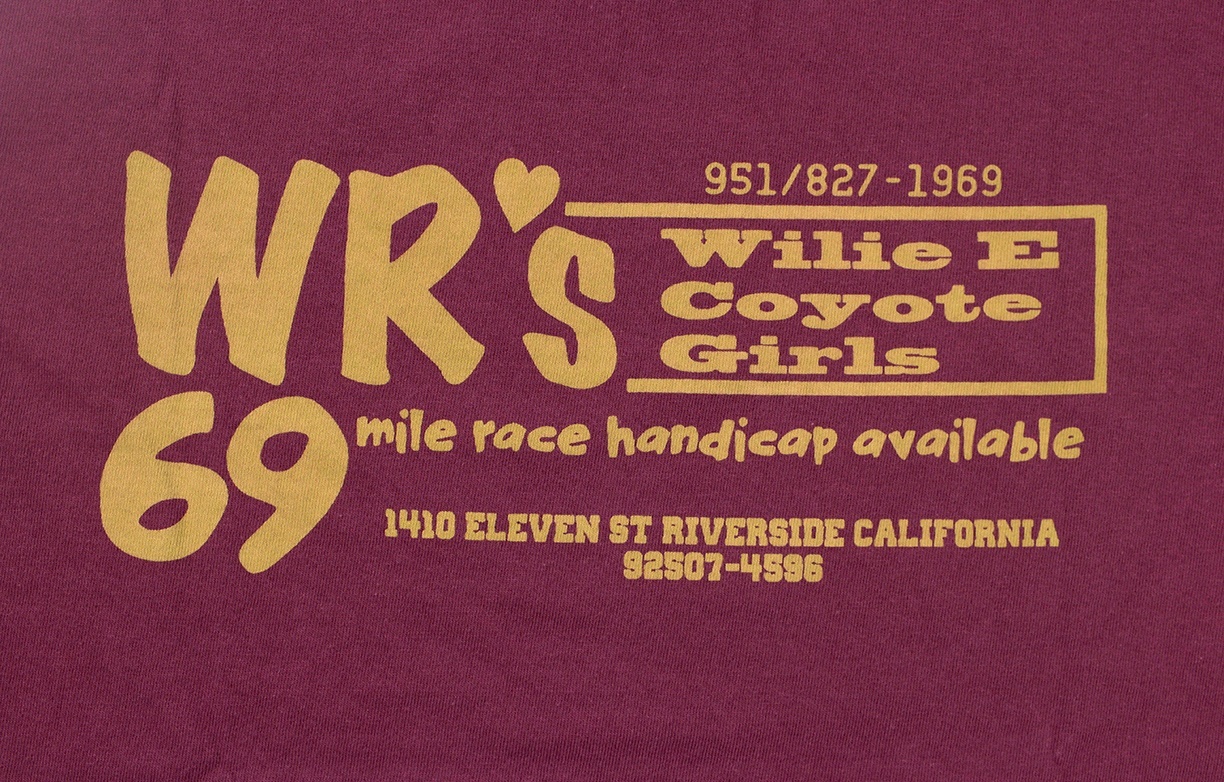 WR's
951/827-1969
Wilie E
Coyote
Girls
69 mile race handicap available
1410 ELEVEN ST RIVERSIDE CALIFORNIA
92507-4596